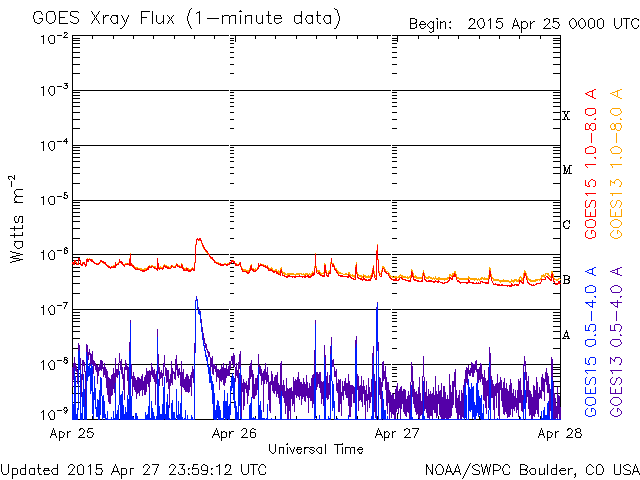 GOES Xray Flux (1-minute data)
Begin: 2015 Apr 25 0000 UTC
10-2
10-3
10-4
10-5
10-6
10-7
10-8
10-9
Watts m-2
X
M
C
B
A
GOES15 1.0-8.0 A
GOES13 1.0-8.0 A
GOES15 0.5-4.0 A
GOES13 0.5-4.0 A
Apr 25
Apr 26
Apr 27
Apr 28
Universal Time
Updated 2015 Apr 27 23:59:12 UTC
NOAA/SWPC Boulder, CO USA